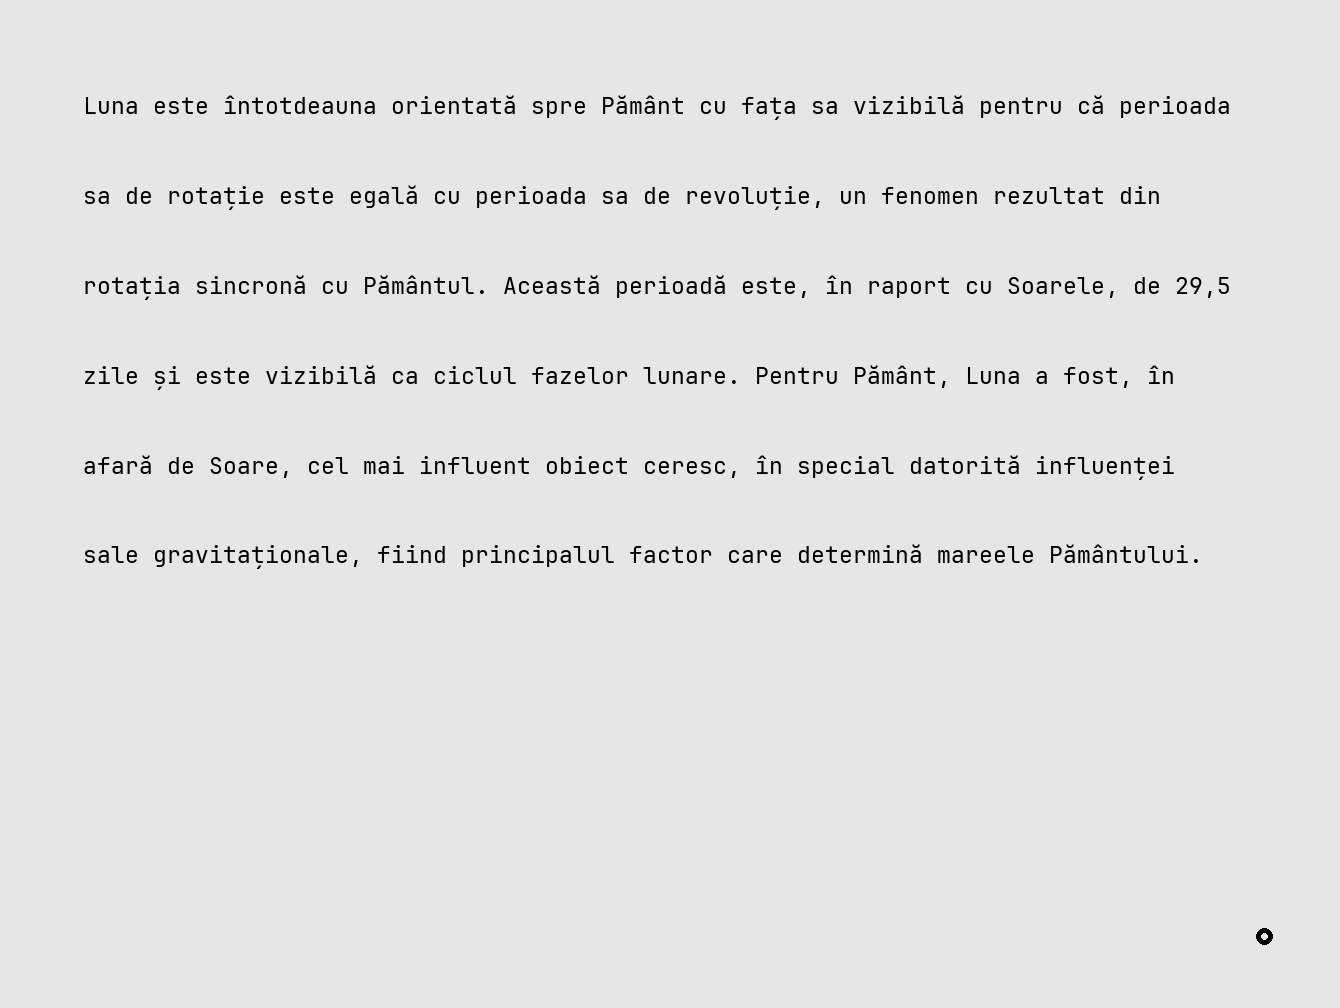 Luna este întotdeauna orientată spre Pământ cu fața sa vizibilă pentru că perioada
sa de rotație este egală cu perioada sa de revoluție, un fenomen rezultat din
rotația sincronă cu Pământul. Această perioadă este, în raport cu Soarele, de 29,5
zile și este vizibilă ca ciclul fazelor lunare. Pentru Pământ, Luna a fost, în
afară de Soare, cel mai influent obiect ceresc, în special datorită influenței
sale gravitaționale, fiind principalul factor care determină mareele Pământului.